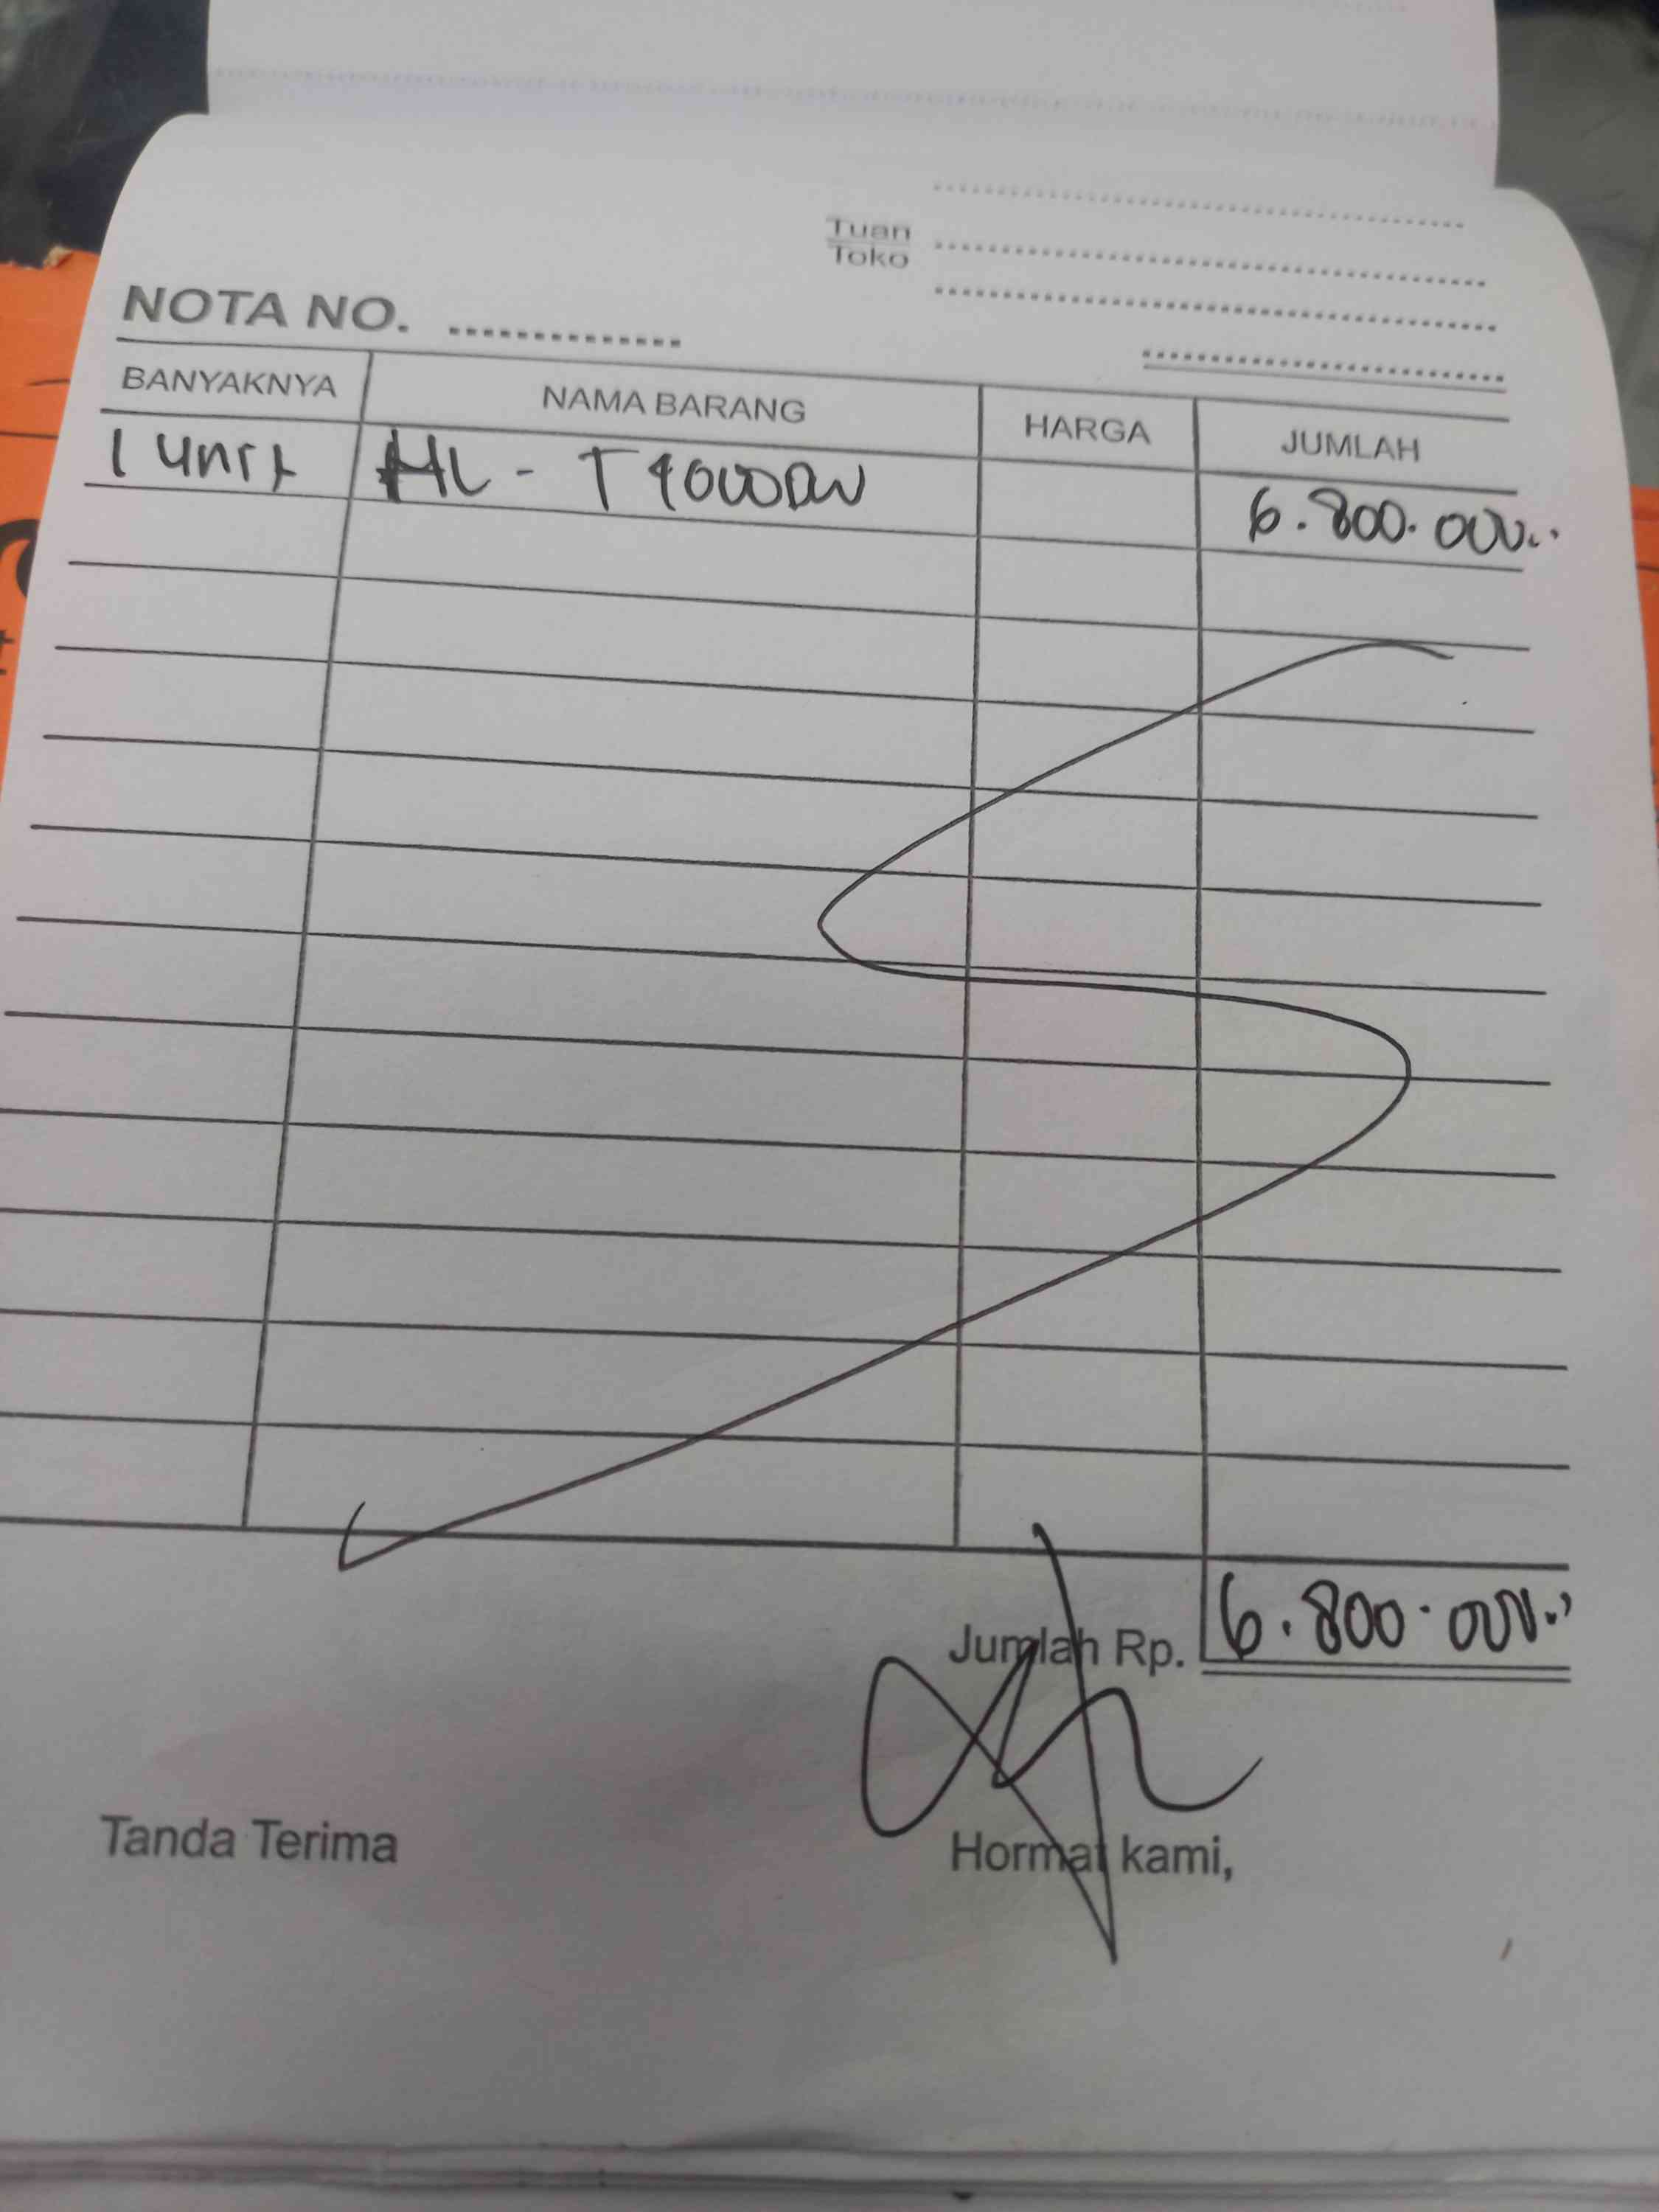 Tuan
Toko
NOTA NO. ..............
BANYAKNYA NAMA BARANG HARGA JUMLAH
1 unit HL - T4000DW 6.800.000,-
Jumlah Rp. 6.800.000,-
Tanda Terima Hormat kami,